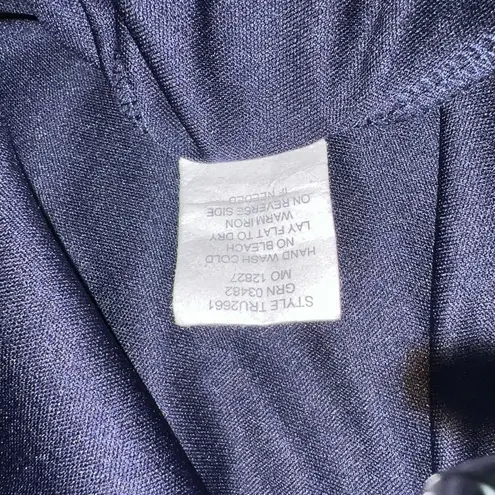 STYLE TRU2661
GRN 03482
MO 12827
HAND WASH COLD
NO BLEACH
LAY FLAT TO DRY
WARM IRON
ON REVERSE SIDE
IF NEEDED